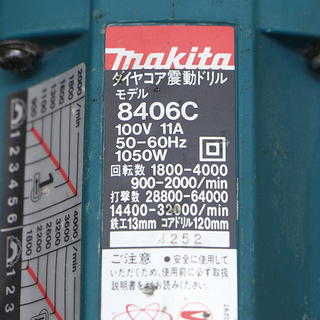 makita
ダイヤコア震動ドリル
モデル
8406C
100V 11A
50-60Hz
1050W
回転数 1800-4000
900-2000/min
打撃数 28800-64000
14400-32000/min
鉄工13mm コアドリル120mm
4252
ご注意
安全に使用して
いただくため、使用前に必ず取扱
説明書をお読みください。